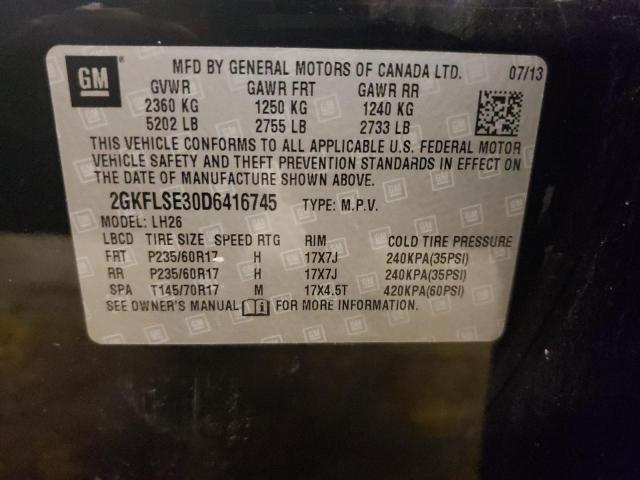 GM
MFD BY GENERAL MOTORS OF CANADA LTD. 07/13
GVWR GAWR FRT GAWR RR
2360 KG 1250 KG 1240 KG
5202 LB 2755 LB 2733 LB
THIS VEHICLE CONFORMS TO ALL APPLICABLE U.S. FEDERAL MOTOR
VEHICLE SAFETY AND THEFT PREVENTION STANDARDS IN EFFECT ON
THE DATE OF MANUFACTURE SHOWN ABOVE.
2GKFLSE30D6416745 TYPE: M.P.V.
MODEL: LH26
LBCD TIRE SIZE SPEED RTG RIM COLD TIRE PRESSURE
FRT P235/60R17 H 17X7J 240KPA(35PSI)
RR P235/60R17 H 17X7J 240KPA(35PSI)
SPA T145/70R17 M 17X4.5T 420KPA(60PSI)
SEE OWNER'S MANUAL FOR MORE INFORMATION.